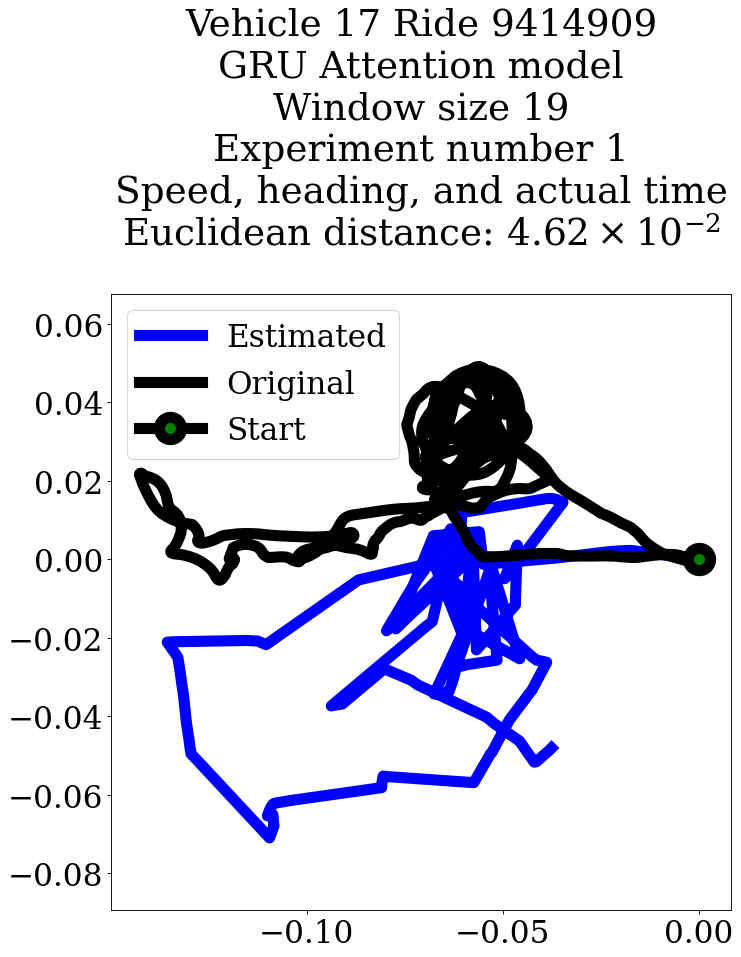 Vehicle 17 Ride 9414909
GRU Attention model
Window size 19
Experiment number 1
Speed, heading, and actual time
Euclidean distance: 4.62 × 10⁻²
Estimated
Original
Start
0.06
0.04
0.02
0.00
−0.02
−0.04
−0.06
−0.08
−0.10
−0.05
0.00